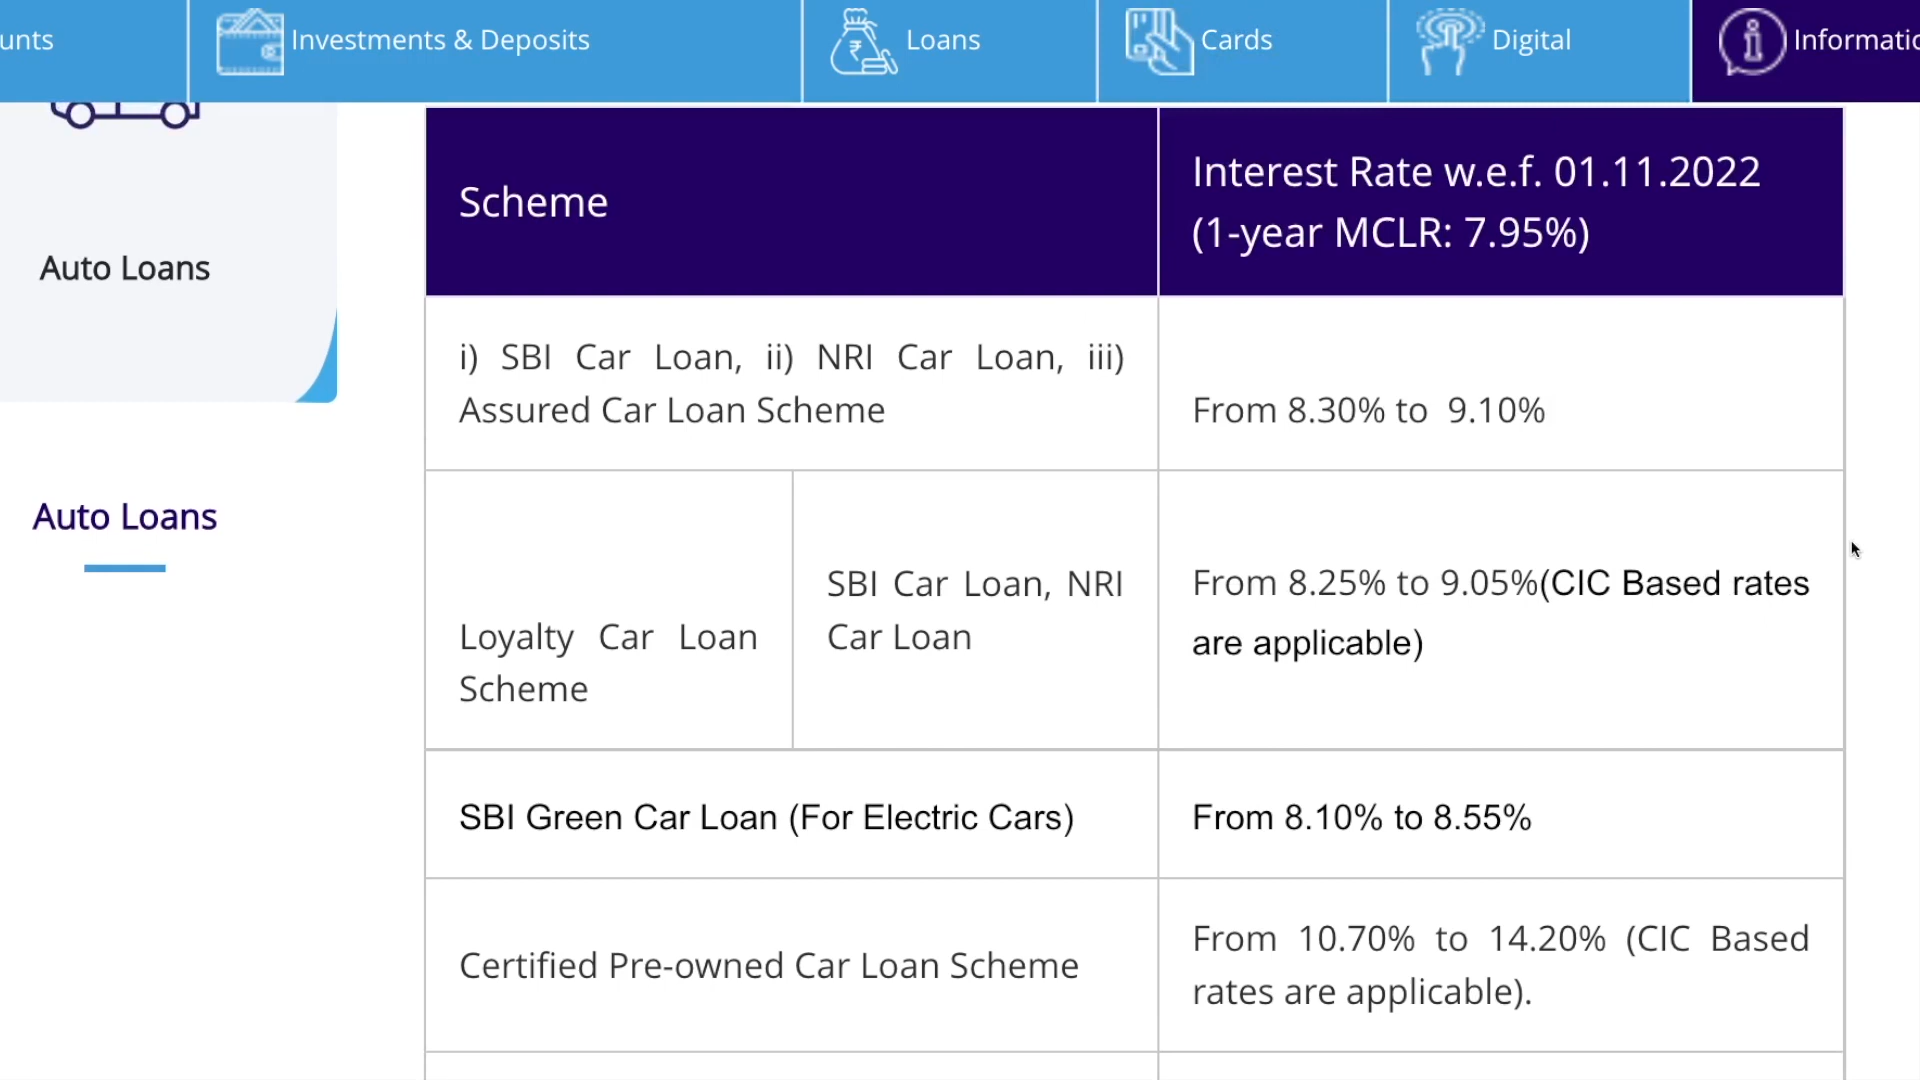 unts
Investments & Deposits
Loans
Cards
Digital
Informatio
Auto Loans
Auto Loans
Scheme
Interest Rate w.e.f. 01.11.2022
(1-year MCLR: 7.95%)
i) SBI Car Loan, ii) NRI Car Loan, iii)
Assured Car Loan Scheme
From 8.30% to 9.10%
Loyalty Car Loan
Scheme
SBI Car Loan, NRI
Car Loan
From 8.25% to 9.05%(CIC Based rates
are applicable)
SBI Green Car Loan (For Electric Cars)
From 8.10% to 8.55%
Certified Pre-owned Car Loan Scheme
From 10.70% to 14.20% (CIC Based
rates are applicable).